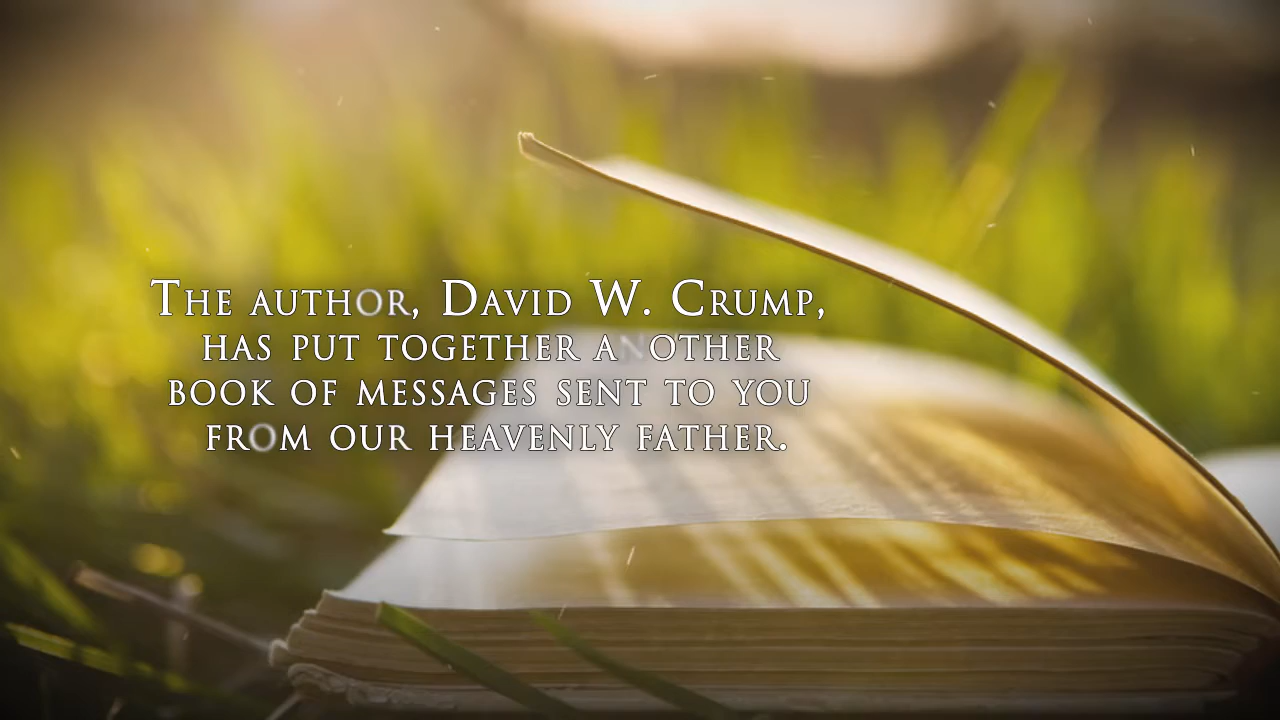 The author, David W. Crump,
has put together another
book of messages sent to you
from our heavenly Father.